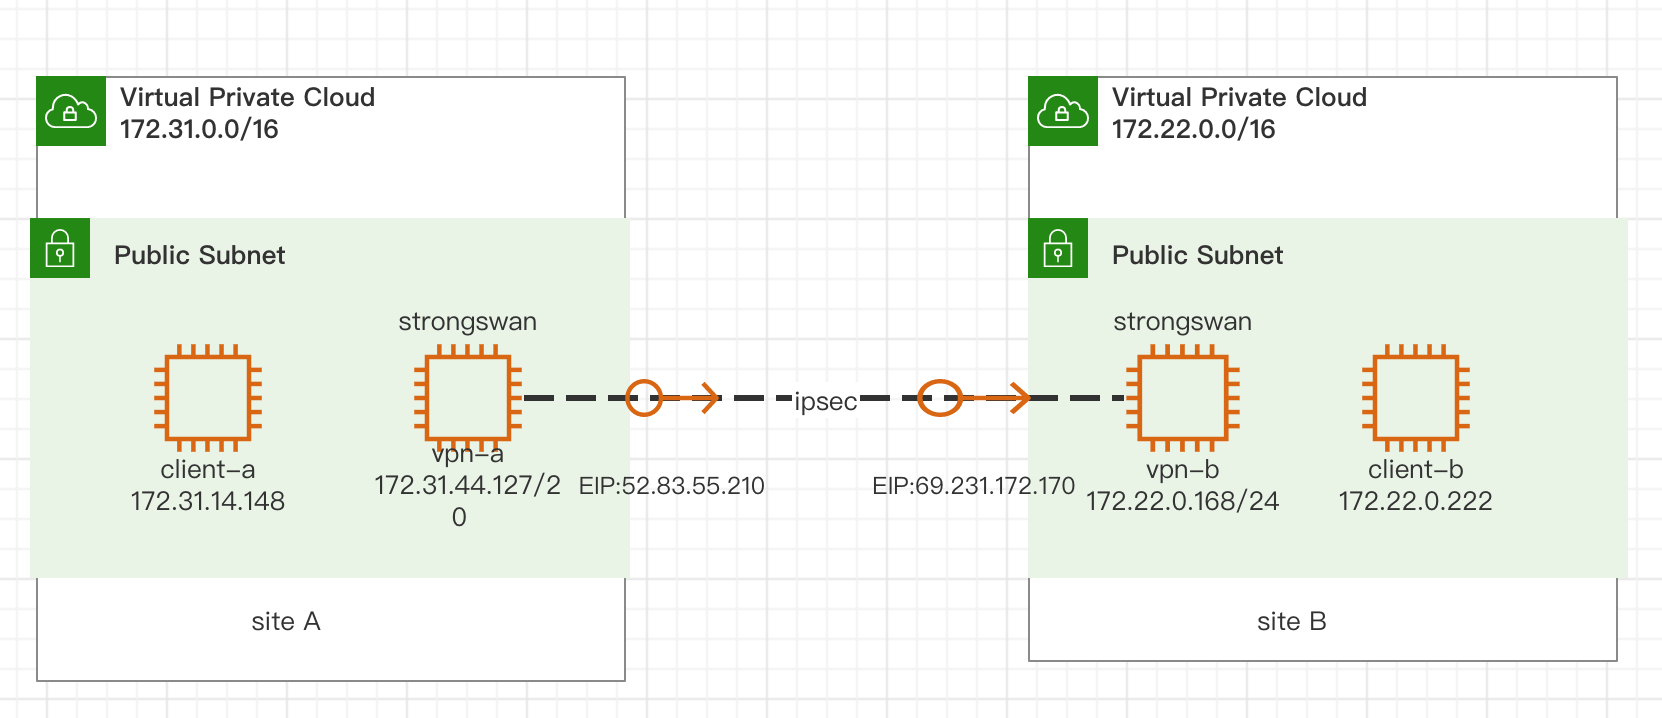 Virtual Private Cloud
172.31.0.0/16
Public Subnet
strongswan
client-a
172.31.14.148
vpn-a
172.31.44.127/2
0
EIP:52.83.55.210
site A
ipsec
Virtual Private Cloud
172.22.0.0/16
Public Subnet
strongswan
EIP:69.231.172.170
vpn-b
172.22.0.168/24
client-b
172.22.0.222
site B